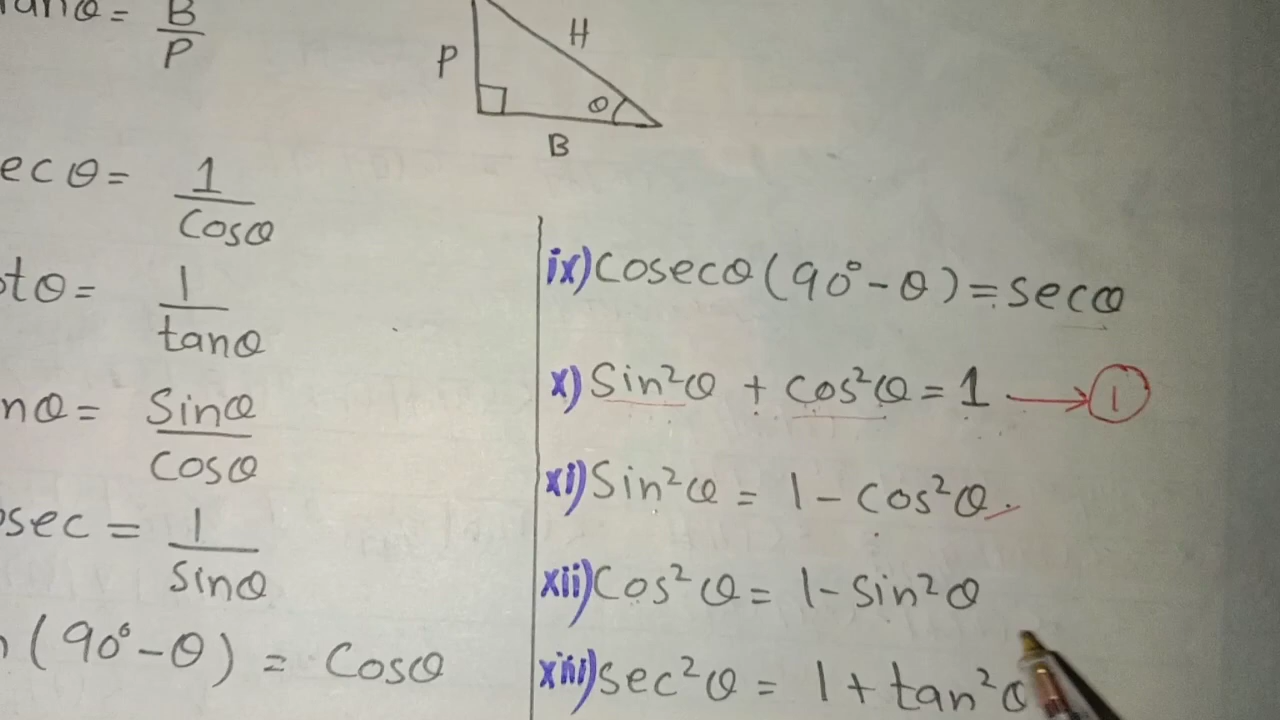 tanθ = B/P
H
P
θ
B
secθ = 1/Cosθ
cotθ = 1/tanθ
tanθ = Sinθ/Cosθ
cosec = 1/Sinθ
(90°-θ) = Cosθ
ix) Cosecθ(90°-θ) = secθ
x) Sin²θ + Cos²θ = 1 → ①
xi) Sin²θ = 1 - Cos²θ.
xii) Cos²θ = 1 - Sin²θ
xiii) Sec²θ = 1 + tan²θ